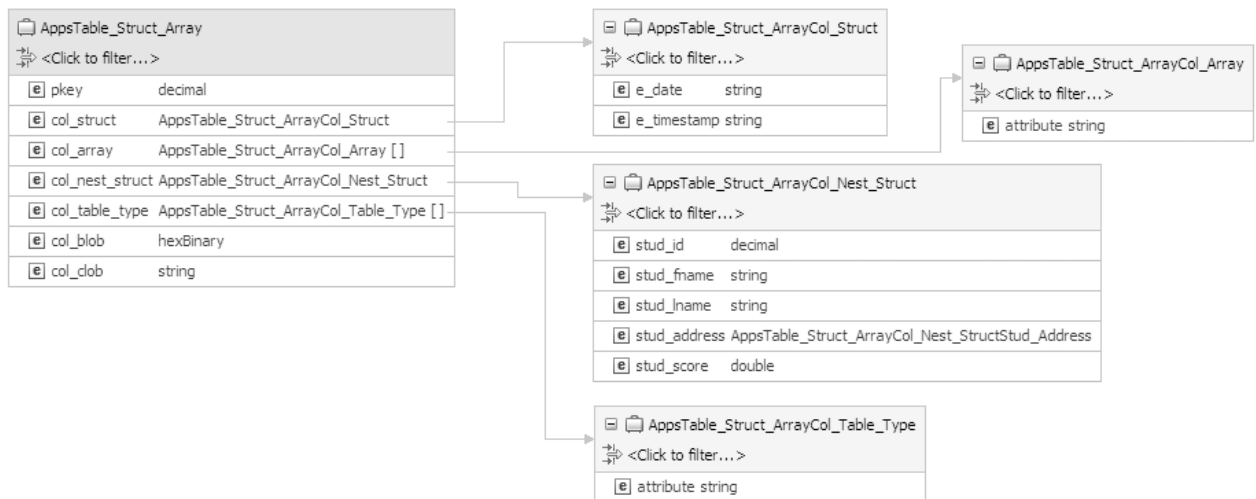 AppsTable_Struct_Array
<Click to filter...>
e pkey decimal
e col_struct AppsTable_Struct_ArrayCol_Struct
e col_array AppsTable_Struct_ArrayCol_Array [ ]
e col_nest_struct AppsTable_Struct_ArrayCol_Nest_Struct
e col_table_type AppsTable_Struct_ArrayCol_Table_Type [ ]
e col_blob hexBinary
e col_clob string
AppsTable_Struct_ArrayCol_Struct
<Click to filter...>
e e_date string
e e_timestamp string
AppsTable_Struct_ArrayCol_Array
<Click to filter...>
e attribute string
AppsTable_Struct_ArrayCol_Nest_Struct
<Click to filter...>
e stud_id decimal
e stud_fname string
e stud_lname string
e stud_address AppsTable_Struct_ArrayCol_Nest_StructStud_Address
e stud_score double
AppsTable_Struct_ArrayCol_Table_Type
<Click to filter...>
e attribute string